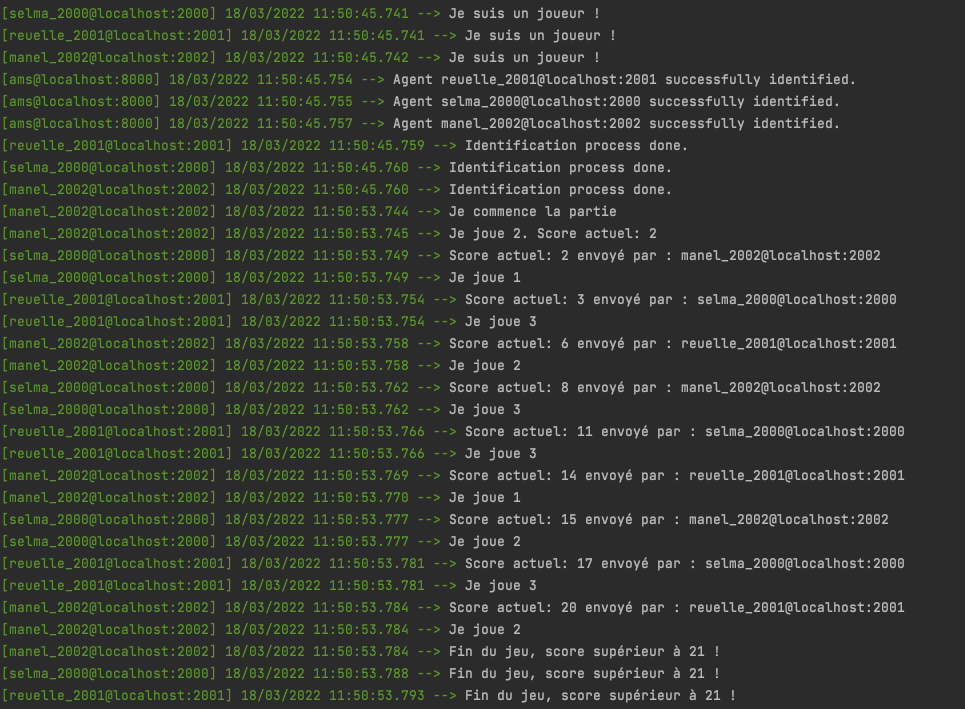 [selma_2000@localhost:2000] 18/03/2022 11:50:45.741 --> Je suis un joueur !
[reuelle_2001@localhost:2001] 18/03/2022 11:50:45.741 --> Je suis un joueur !
[manel_2002@localhost:2002] 18/03/2022 11:50:45.742 --> Je suis un joueur !
[ams@localhost:8000] 18/03/2022 11:50:45.754 --> Agent reuelle_2001@localhost:2001 successfully identified.
[ams@localhost:8000] 18/03/2022 11:50:45.755 --> Agent selma_2000@localhost:2000 successfully identified.
[ams@localhost:8000] 18/03/2022 11:50:45.757 --> Agent manel_2002@localhost:2002 successfully identified.
[reuelle_2001@localhost:2001] 18/03/2022 11:50:45.759 --> Identification process done.
[selma_2000@localhost:2000] 18/03/2022 11:50:45.760 --> Identification process done.
[manel_2002@localhost:2002] 18/03/2022 11:50:45.760 --> Identification process done.
[manel_2002@localhost:2002] 18/03/2022 11:50:53.744 --> Je commence la partie
[manel_2002@localhost:2002] 18/03/2022 11:50:53.745 --> Je joue 2. Score actuel: 2
[selma_2000@localhost:2000] 18/03/2022 11:50:53.749 --> Score actuel: 2 envoyé par : manel_2002@localhost:2002
[selma_2000@localhost:2000] 18/03/2022 11:50:53.749 --> Je joue 1
[reuelle_2001@localhost:2001] 18/03/2022 11:50:53.754 --> Score actuel: 3 envoyé par : selma_2000@localhost:2000
[reuelle_2001@localhost:2001] 18/03/2022 11:50:53.754 --> Je joue 3
[manel_2002@localhost:2002] 18/03/2022 11:50:53.758 --> Score actuel: 6 envoyé par : reuelle_2001@localhost:2001
[manel_2002@localhost:2002] 18/03/2022 11:50:53.758 --> Je joue 2
[selma_2000@localhost:2000] 18/03/2022 11:50:53.762 --> Score actuel: 8 envoyé par : manel_2002@localhost:2002
[selma_2000@localhost:2000] 18/03/2022 11:50:53.762 --> Je joue 3
[reuelle_2001@localhost:2001] 18/03/2022 11:50:53.766 --> Score actuel: 11 envoyé par : selma_2000@localhost:2000
[reuelle_2001@localhost:2001] 18/03/2022 11:50:53.766 --> Je joue 3
[manel_2002@localhost:2002] 18/03/2022 11:50:53.769 --> Score actuel: 14 envoyé par : reuelle_2001@localhost:2001
[manel_2002@localhost:2002] 18/03/2022 11:50:53.770 --> Je joue 1
[selma_2000@localhost:2000] 18/03/2022 11:50:53.777 --> Score actuel: 15 envoyé par : manel_2002@localhost:2002
[selma_2000@localhost:2000] 18/03/2022 11:50:53.777 --> Je joue 2
[reuelle_2001@localhost:2001] 18/03/2022 11:50:53.781 --> Score actuel: 17 envoyé par : selma_2000@localhost:2000
[reuelle_2001@localhost:2001] 18/03/2022 11:50:53.781 --> Je joue 3
[manel_2002@localhost:2002] 18/03/2022 11:50:53.784 --> Score actuel: 20 envoyé par : reuelle_2001@localhost:2001
[manel_2002@localhost:2002] 18/03/2022 11:50:53.784 --> Je joue 2
[manel_2002@localhost:2002] 18/03/2022 11:50:53.784 --> Fin du jeu, score supérieur à 21 !
[selma_2000@localhost:2000] 18/03/2022 11:50:53.788 --> Fin du jeu, score supérieur à 21 !
[reuelle_2001@localhost:2001] 18/03/2022 11:50:53.793 --> Fin du jeu, score supérieur à 21 !